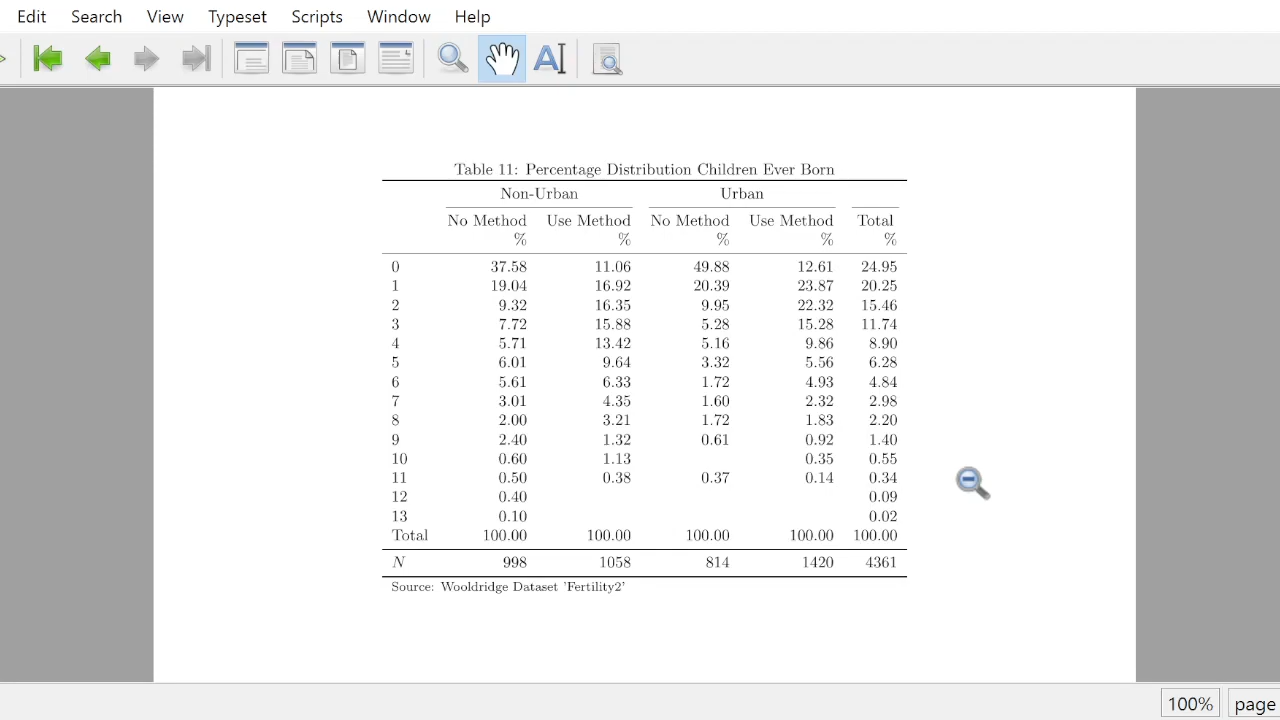 Edit Search View Typeset Scripts Window Help
Table 11: Percentage Distribution Children Ever Born
Non-Urban Urban
No Method Use Method No Method Use Method Total
% % % % %
0 37.58 11.06 49.88 12.61 24.95
1 19.04 16.92 20.39 23.87 20.25
2 9.32 16.35 9.95 22.32 15.46
3 7.72 15.88 5.28 15.28 11.74
4 5.71 13.42 5.16 9.86 8.90
5 6.01 9.64 3.32 5.56 6.28
6 5.61 6.33 1.72 4.93 4.84
7 3.01 4.35 1.60 2.32 2.98
8 2.00 3.21 1.72 1.83 2.20
9 2.40 1.32 0.61 0.92 1.40
10 0.60 1.13 0.35 0.55
11 0.50 0.38 0.37 0.14 0.34
12 0.40 0.09
13 0.10 0.02
Total 100.00 100.00 100.00 100.00 100.00
N 998 1058 814 1420 4361
Source: Wooldridge Dataset 'Fertility2'
100% page